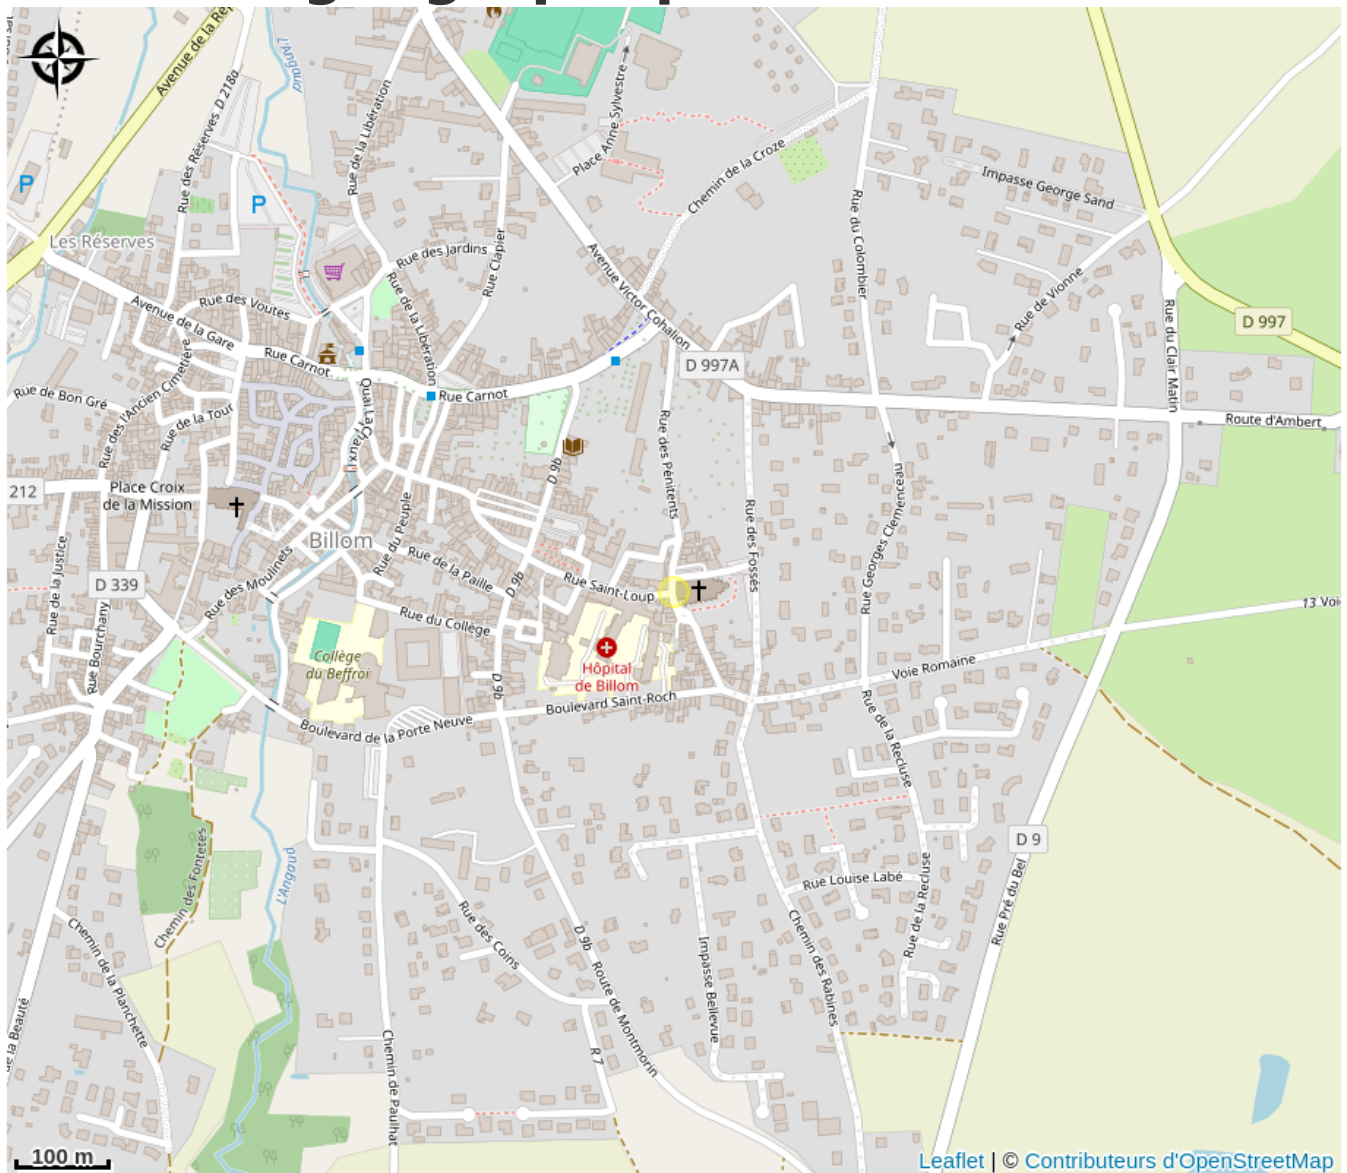 Avenue de la Re
L'Angaud
D 218a
Rue des Réserves
Rue de la Libération
Place Anne Sylvestre
Chemin de la Croze
Impasse George Sand
P
P
Les Réserves
Rue des Jardins
Rue Clapier
Rue du Colombier
Avenue Victor Cohalion
Rue de Vionne
Rue du Clair Matin
D 997
Rue des Voutes
Avenue de la Gare
Rue de la Libération
Rue Carnot
D 997A
Rue de Bon Gré
Rue des l'Ancien Cimetière
Rue de la Tour
Quai La Chaux
Rue Carnot
Route d'Ambert
Rue des Pénitents
D 9b
212
Place Croix
de la Mission
Billom
Rue du Peuple
Rue de la Paille
Rue des Fossés
Rue Georges Clemenceau
Rue de la Justice
D 339
Rue des Moulinets
D 9b
Rue Saint-Loup
Rue du Collège
13 Voi
Rue Bourchany
Collège
du Beffroi
Hôpital
de Billom
D 9b
Voie Romaine
Boulevard Saint-Roch
Boulevard de la Porte Neuve
Rue de la Recluse
D 9
Chemin des Fontetes
L'Angaud
Rue Louise Labé
Rue de la Recluse
Rue Pré du Bel
Chemin de la Planchette
Rue des Coins
D 9b
Route de Montmorin
Impasse Bellevue
Chemin des Rabines
de la Beauté
Chemin de Paulhat
R 7
100 m
Leaflet | © Contributeurs d'OpenStreetMap